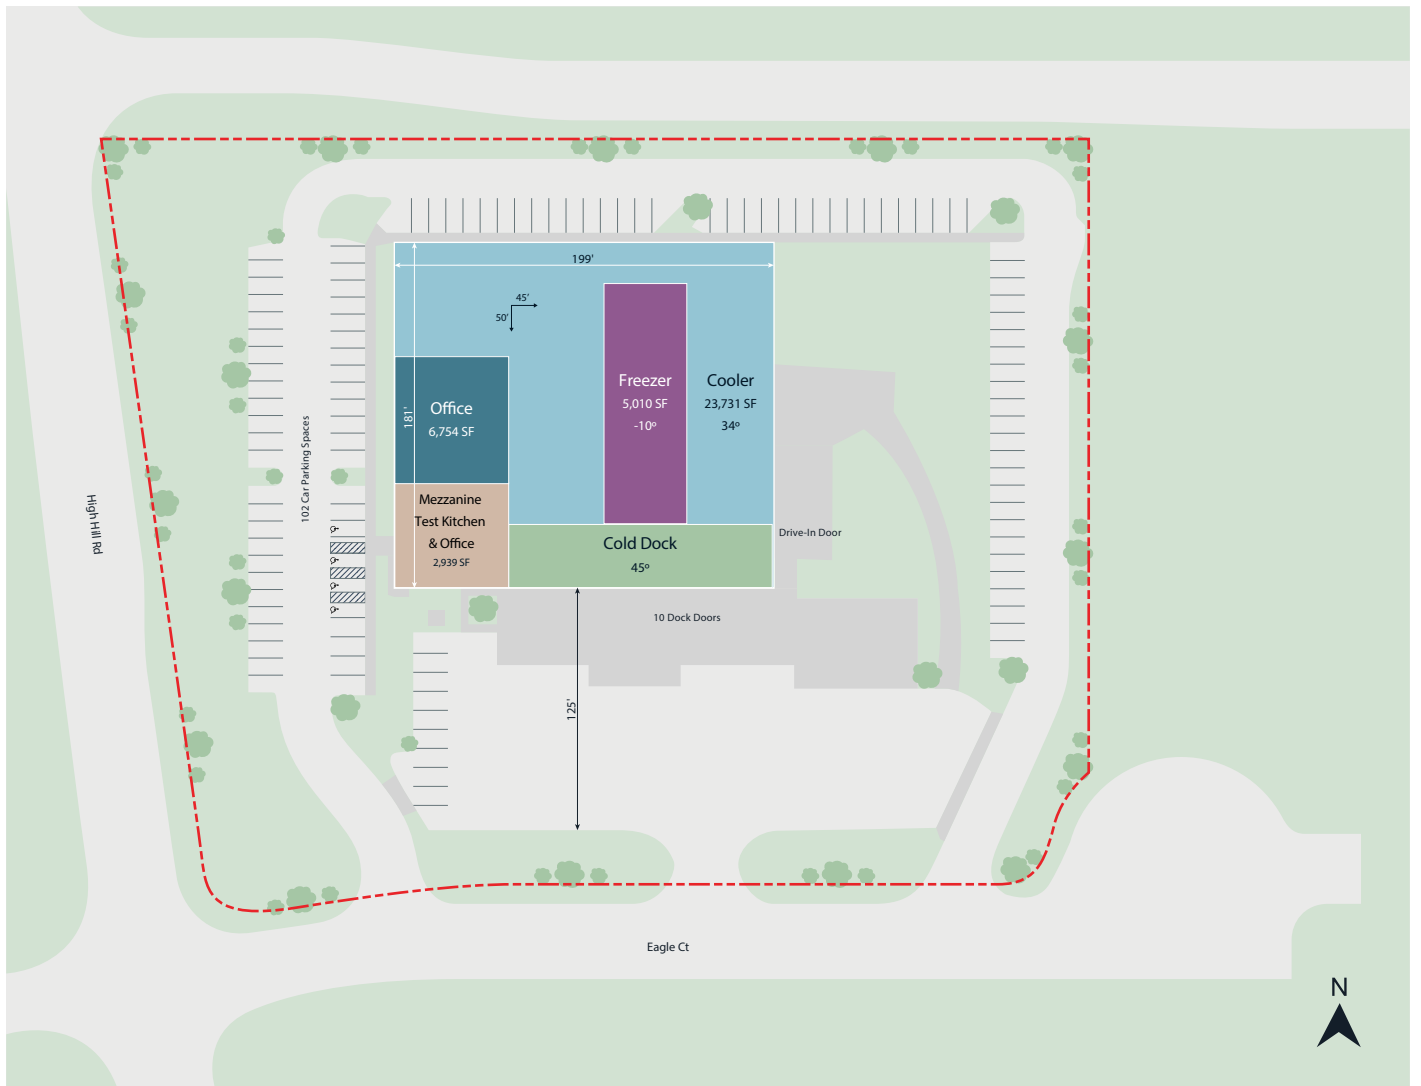 199'
45'
50'
181'
Freezer
5,010 SF
-10º
Cooler
23,731 SF
34º
Office
6,754 SF
Mezzanine
Test Kitchen
& Office
2,939 SF
Cold Dock
45º
Drive-In Door
10 Dock Doors
125'
102 Car Parking Spaces
High Hill Rd
Eagle Ct
N